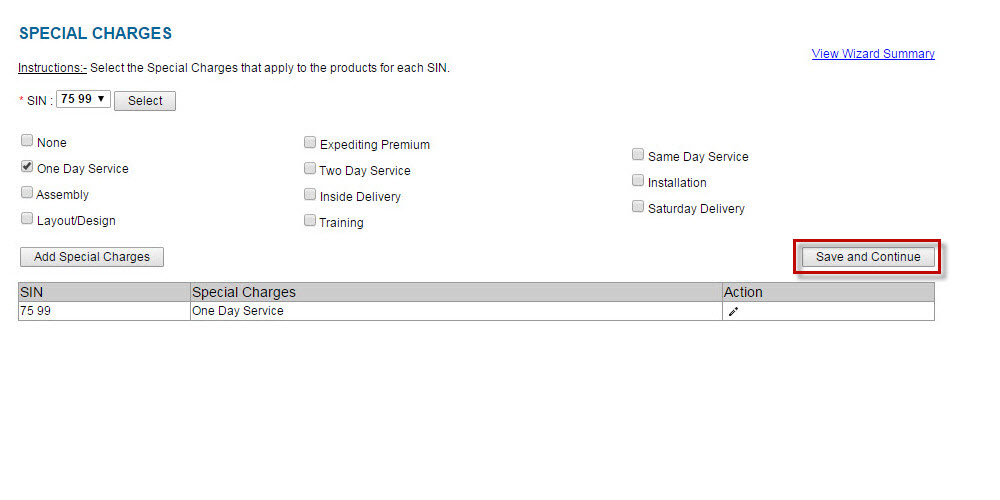 SPECIAL CHARGES
View Wizard Summary
Instructions:- Select the Special Charges that apply to the products for each SIN.
* SIN : 75 99 Select
None
Expediting Premium
Same Day Service
One Day Service
Two Day Service
Installation
Assembly
Inside Delivery
Saturday Delivery
Layout/Design
Training
Add Special Charges
Save and Continue
SIN Special Charges Action
75 99 One Day Service